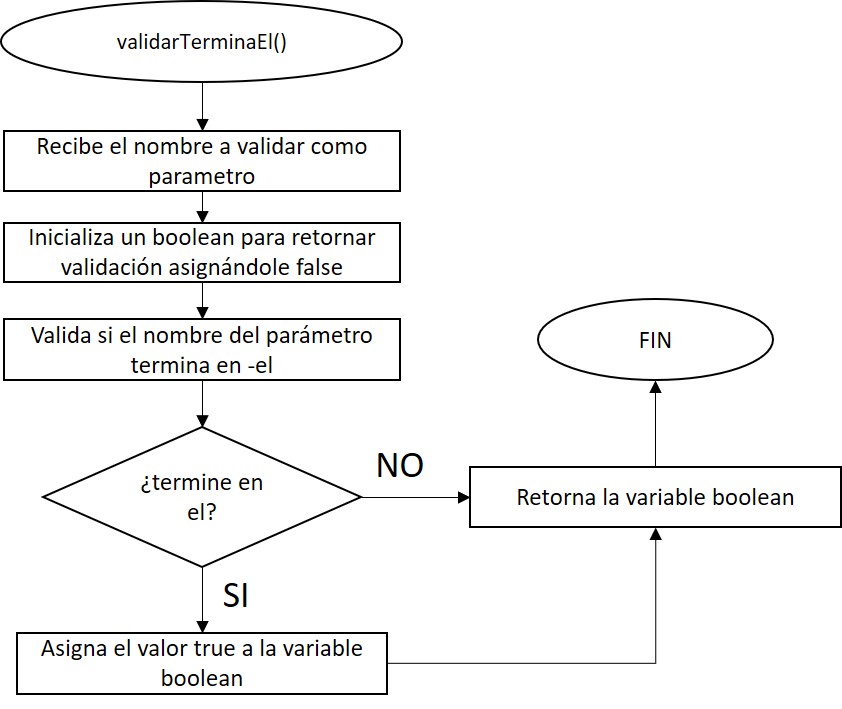 validarTerminaEl()
Recibe el nombre a validar como
parametro
Inicializa un boolean para retornar
validación asignándole false
Valida si el nombre del parámetro
termina en -el
FIN
¿termine en
el?
NO
Retorna la variable boolean
SI
Asigna el valor true a la variable
boolean